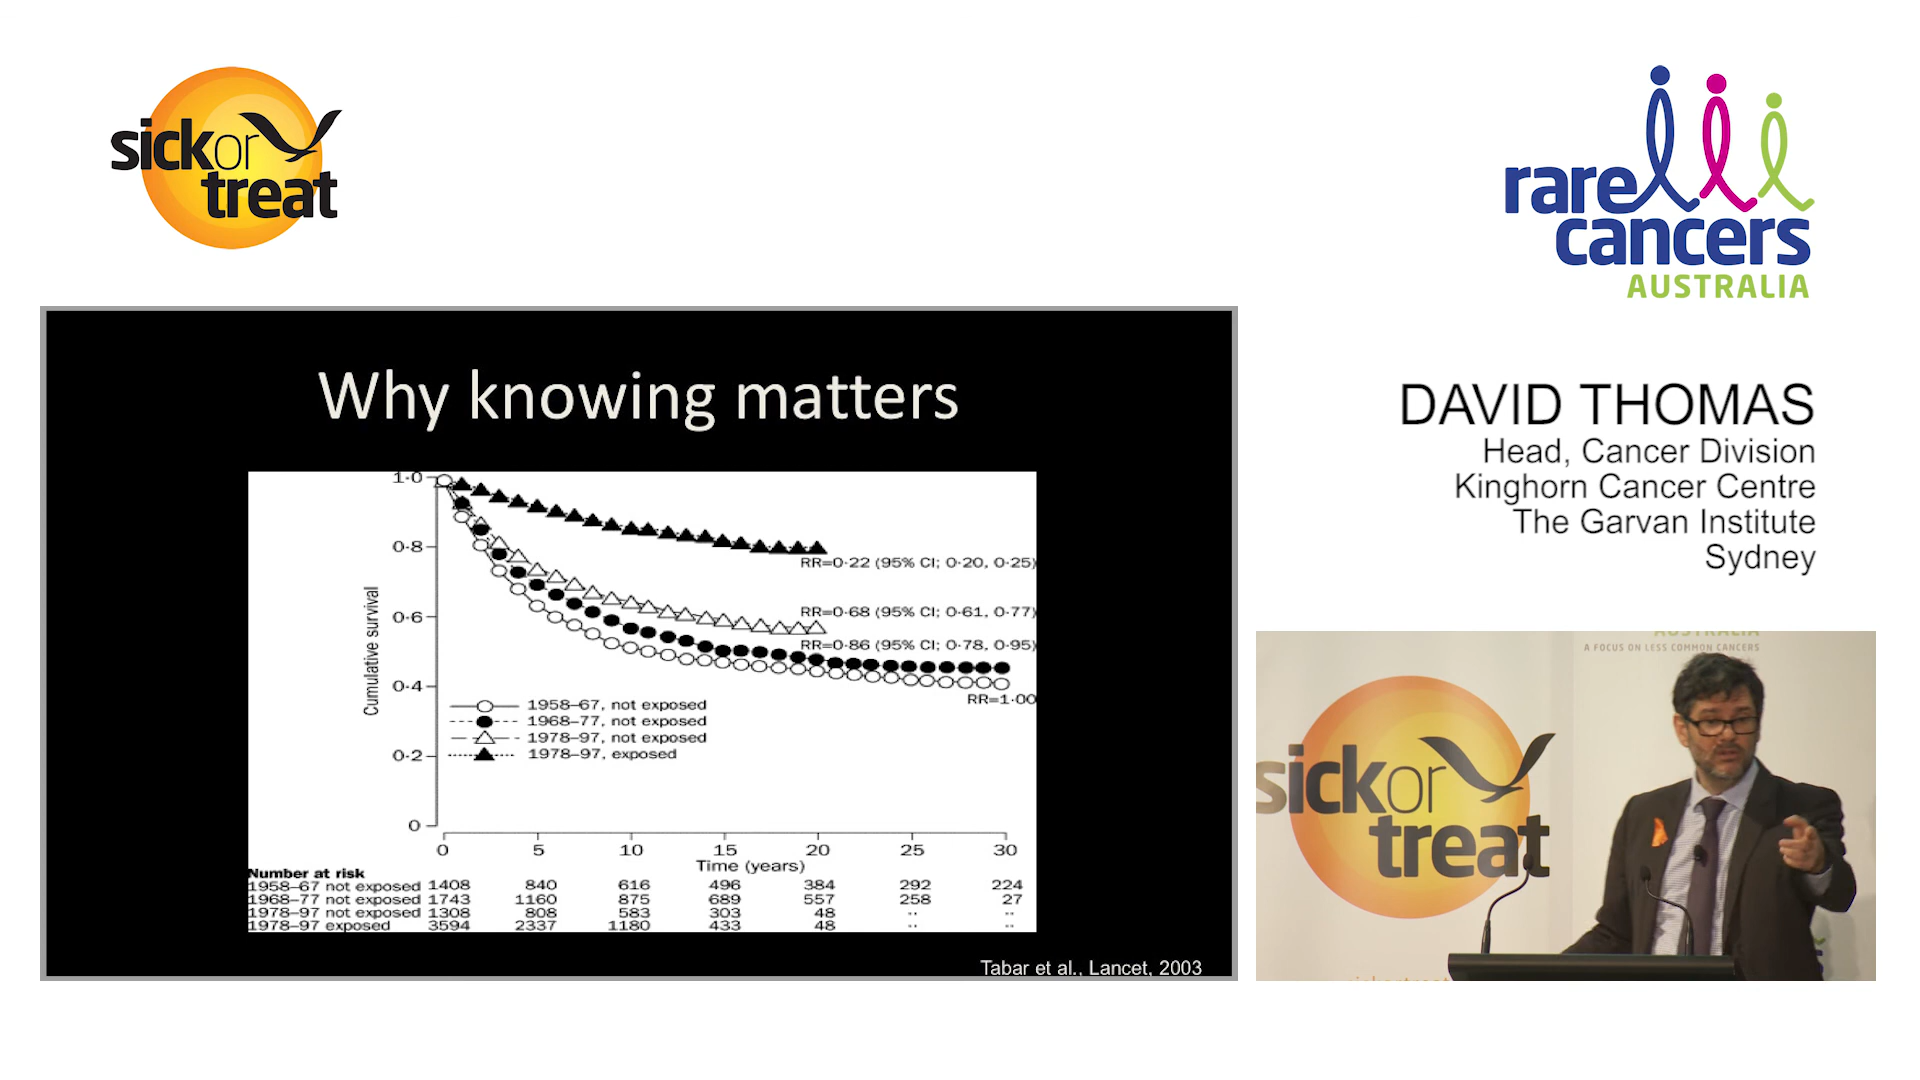 sickor
treat
rare
cancers
AUSTRALIA
Why knowing matters
1·0
0·8
0·6
0·4
0·2
0
Cumulative survival
RR=0·22 (95% CI; 0·20, 0·25)
RR=0·68 (95% CI; 0·61, 0·77)
RR=0·86 (95% CI; 0·78, 0·95)
RR=1·00
1958–67, not exposed
1968–77, not exposed
1978–97, not exposed
1978–97, exposed
0 5 10 15 20 25 30
Time (years)
Number at risk
1958–67 not exposed 1408 840 616 496 384 292 224
1968–77 not exposed 1743 1160 875 689 557 258 27
1978–97 not exposed 1308 808 583 303 48 ·· ··
1978–97 exposed 3594 2337 1180 433 48 ·· ··
Tabar et al., Lancet, 2003
DAVID THOMAS
Head, Cancer Division
Kinghorn Cancer Centre
The Garvan Institute
Sydney
AUSTRALIA
A FOCUS ON LESS COMMON CANCERS
sickor
treat